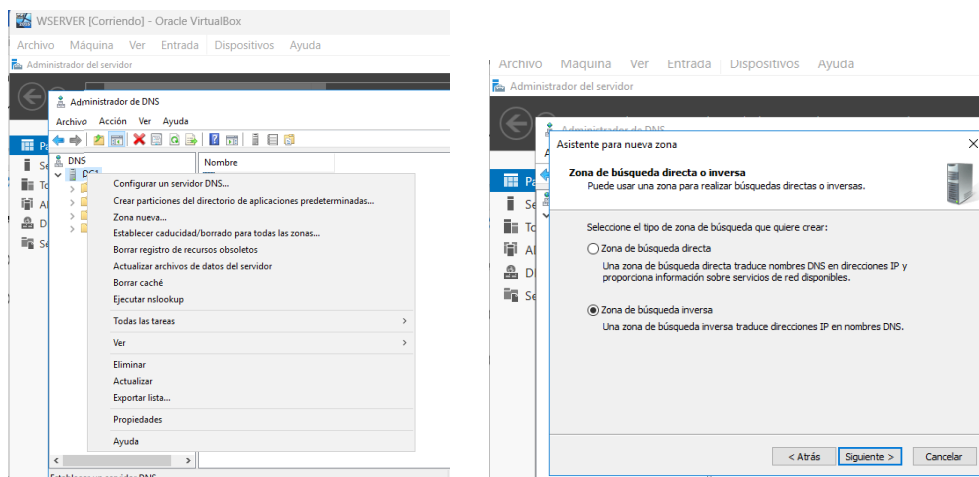 WSERVER [Corriendo] - Oracle VirtualBox
Archivo Máquina Ver Entrada Dispositivos Ayuda
Administrador del servidor
Administrador de DNS
Archivo Acción Ver Ayuda
DNS
Nombre
DC1
Configurar un servidor DNS...
Crear particiones del directorio de aplicaciones predeterminadas...
Zona nueva...
Establecer caducidad/borrado para todas las zonas...
Borrar registro de recursos obsoletos
Actualizar archivos de datos del servidor
Borrar caché
Ejecutar nslookup
Todas las tareas
Ver
Eliminar
Actualizar
Exportar lista...
Propiedades
Ayuda
Archivo Máquina Ver Entrada Dispositivos Ayuda
Administrador del servidor
Administrador de DNS
Asistente para nueva zona
Zona de búsqueda directa o inversa
Puede usar una zona para realizar búsquedas directas o inversas.
Seleccione el tipo de zona de búsqueda que quiere crear:
Zona de búsqueda directa
Una zona de búsqueda directa traduce nombres DNS en direcciones IP y
proporciona información sobre servicios de red disponibles.
Zona de búsqueda inversa
Una zona de búsqueda inversa traduce direcciones IP en nombres DNS.
< Atrás Siguiente > Cancelar